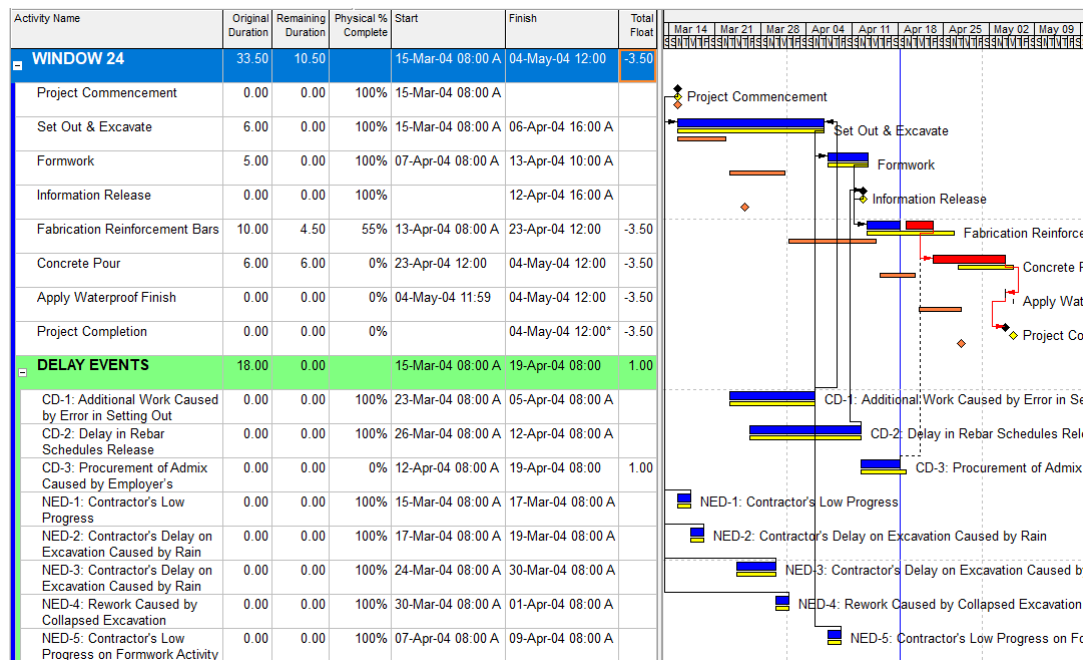 Activity Name Original Remaining Physical % Start Finish Total
Duration Duration Complete Float
Mar 14 Mar 21 Mar 28 Apr 04 Apr 11 Apr 18 Apr 25 May 02 May 09
WINDOW 24 33.50 10.50 15-Mar-04 08:00 A 04-May-04 12:00 -3.50
Project Commencement 0.00 0.00 100% 15-Mar-04 08:00 A Project Commencement
Set Out & Excavate 6.00 0.00 100% 15-Mar-04 08:00 A 06-Apr-04 16:00 A Set Out & Excavate
Formwork 5.00 0.00 100% 07-Apr-04 08:00 A 13-Apr-04 10:00 A Formwork
Information Release 0.00 0.00 100% 12-Apr-04 16:00 A Information Release
Fabrication Reinforcement Bars 10.00 4.50 55% 13-Apr-04 08:00 A 23-Apr-04 12:00 -3.50 Fabrication Reinforce
Concrete Pour 6.00 6.00 0% 23-Apr-04 12:00 04-May-04 12:00 -3.50 Concrete P
Apply Waterproof Finish 0.00 0.00 0% 04-May-04 11:59 04-May-04 12:00 -3.50 Apply Wat
Project Completion 0.00 0.00 0% 04-May-04 12:00* -3.50 Project Co
DELAY EVENTS 18.00 0.00 15-Mar-04 08:00 A 19-Apr-04 08:00 1.00
CD-1: Additional Work Caused 0.00 0.00 100% 23-Mar-04 08:00 A 05-Apr-04 08:00 A CD-1: Additional Work Caused by Error in Se
by Error in Setting Out
CD-2: Delay in Rebar 0.00 0.00 100% 26-Mar-04 08:00 A 12-Apr-04 08:00 A CD-2: Delay in Rebar Schedules Rele
Schedules Release
CD-3: Procurement of Admix 0.00 0.00 0% 12-Apr-04 08:00 A 19-Apr-04 08:00 1.00 CD-3: Procurement of Admix
Caused by Employer's
NED-1: Contractor's Low 0.00 0.00 100% 15-Mar-04 08:00 A 17-Mar-04 08:00 A NED-1: Contractor's Low Progress
Progress
NED-2: Contractor's Delay on 0.00 0.00 100% 17-Mar-04 08:00 A 19-Mar-04 08:00 A NED-2: Contractor's Delay on Excavation Caused by Rain
Excavation Caused by Rain
NED-3: Contractor's Delay on 0.00 0.00 100% 24-Mar-04 08:00 A 30-Mar-04 08:00 A NED-3: Contractor's Delay on Excavation Caused by
Excavation Caused by Rain
NED-4: Rework Caused by 0.00 0.00 100% 30-Mar-04 08:00 A 01-Apr-04 08:00 A NED-4: Rework Caused by Collapsed Excavation
Collapsed Excavation
NED-5: Contractor's Low 0.00 0.00 100% 07-Apr-04 08:00 A 09-Apr-04 08:00 A NED-5: Contractor's Low Progress on Fo
Progress on Formwork Activity